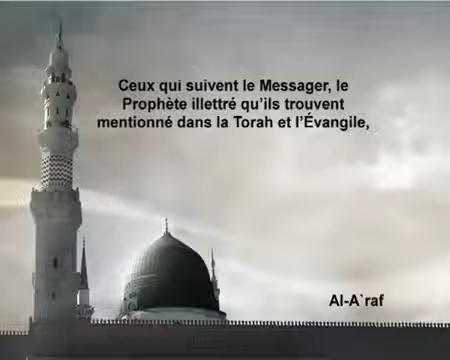 Ceux qui suivent le Messager, le
Prophète illettré qu'ils trouvent
mentionné dans la Torah et l'Évangile,
Al-A`raf